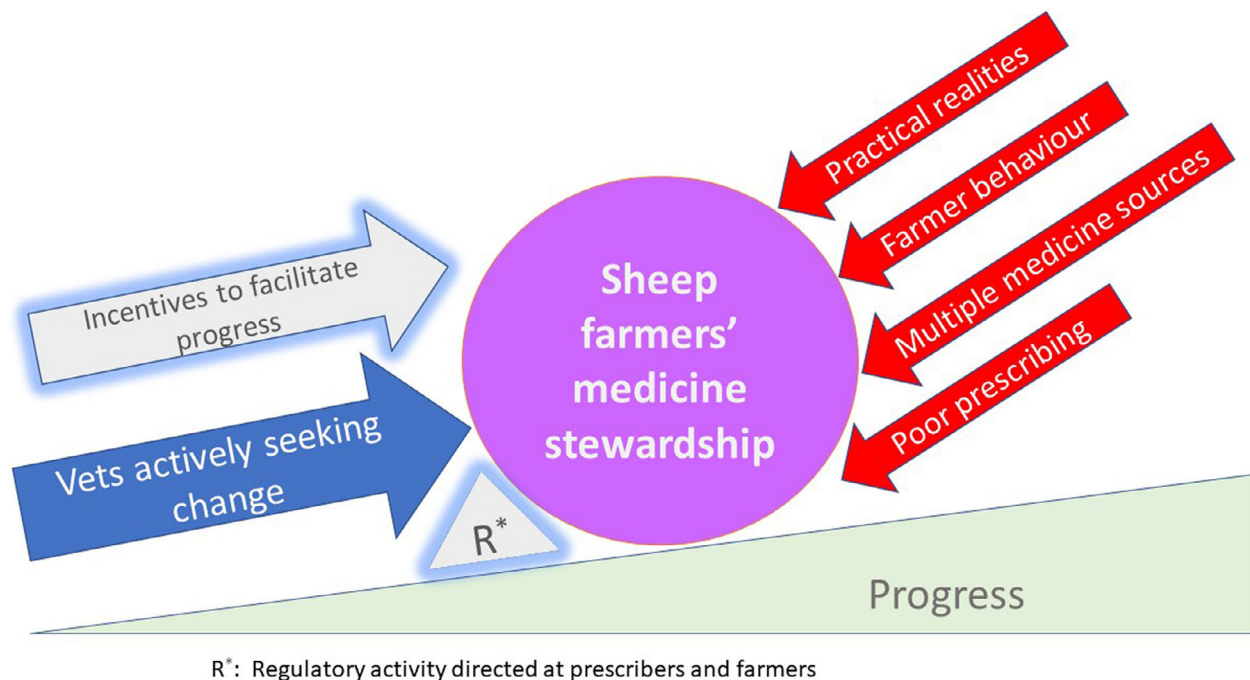 Practical realities
Farmer behaviour
Multiple medicine sources
Poor prescribing
Incentives to facilitate
progress
Vets actively seeking
change
Sheep
farmers’
medicine
stewardship
R*
Progress
R*: Regulatory activity directed at prescribers and farmers